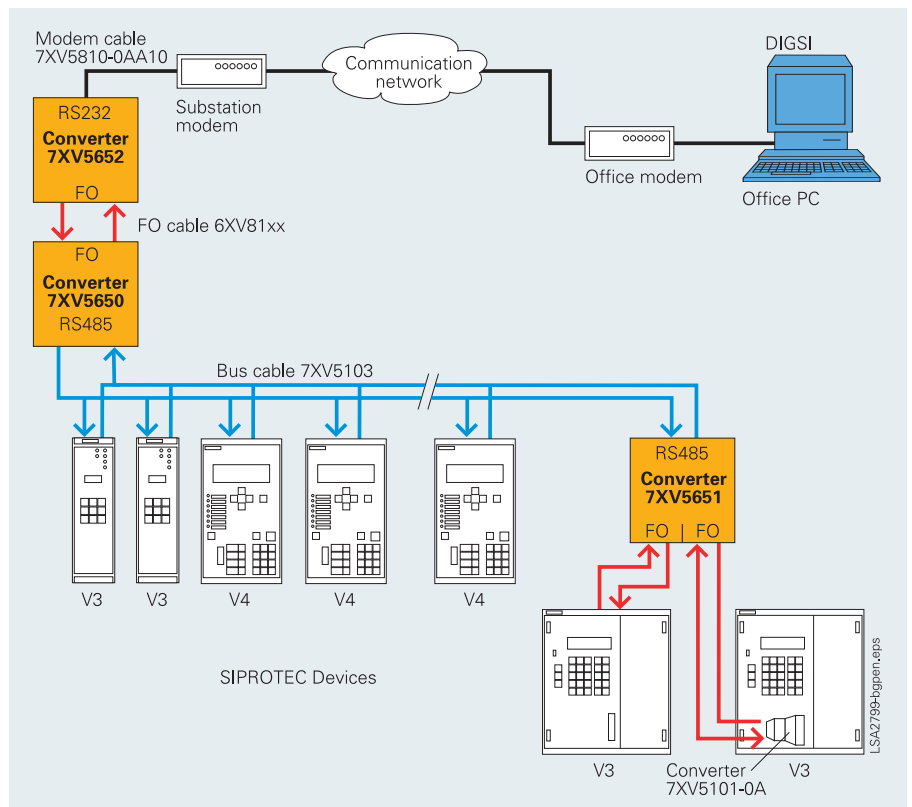 Modem cable
7XV5810-0AA10
DIGSI
Communication
network
RS232
Converter
7XV5652
FO
Substation
modem
Office modem
Office PC
FO cable 6XV81xx
FO
Converter
7XV5650
RS485
Bus cable 7XV5103
RS485
Converter
7XV5651
FO | FO
V3
V3
V4
V4
V4
SIPROTEC Devices
LSA2799-bgpen.eps
V3
Converter
7XV5101-0A
V3